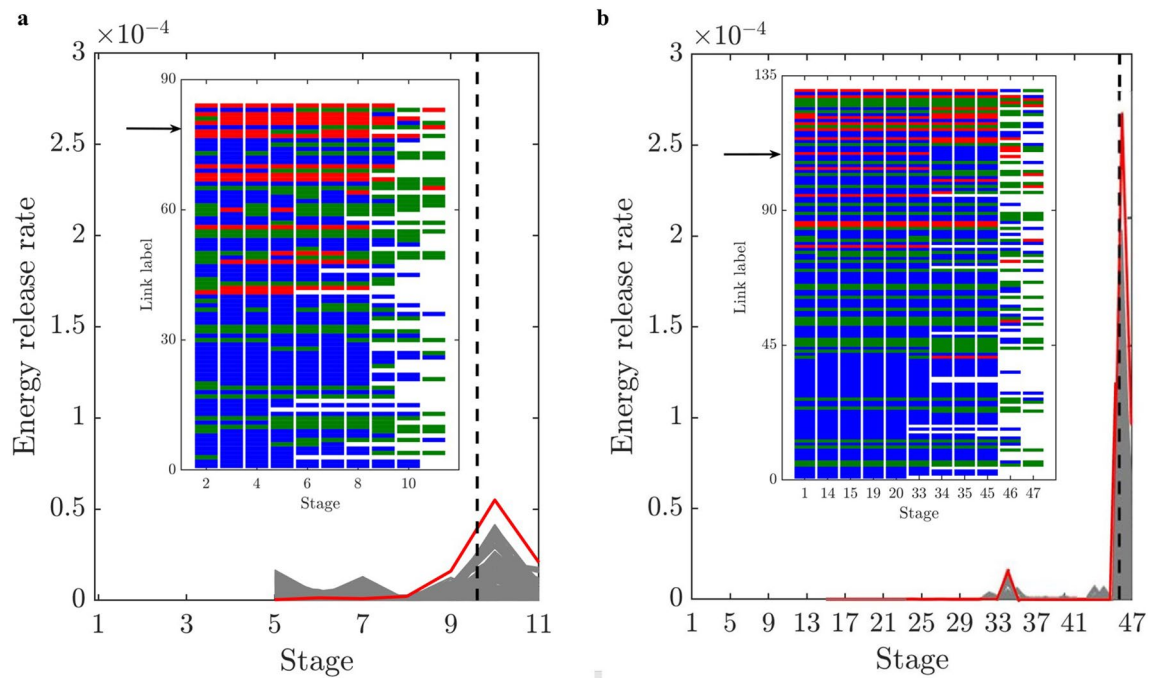 a
×10⁻⁴
3
2.5
2
1.5
1
0.5
0
Energy release rate
1 3 5 7 9 11
Stage
90
60
30
0
Link label
2 4 6 8 10
Stage
b
×10⁻⁴
3
2.5
2
1.5
1
0.5
0
Energy release rate
1 5 9 13 17 21 25 29 33 37 41 47
Stage
135
90
45
0
Link label
1 14 15 19 20 33 34 35 45 46 47
Stage